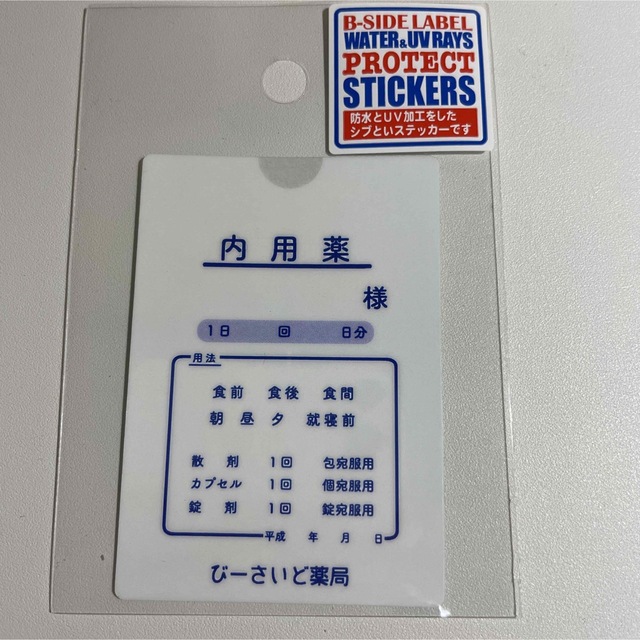 B-SIDE LABEL
WATER&UV RAYS
PROTECT
STICKERS
防水とUV加工をした
シブといステッカーです
内用薬
様
1日 回 日分
用法
食前 食後 食間
朝 昼 夕 就寝前
散剤 1回 包宛服用
カプセル 1回 個宛服用
錠剤 1回 錠宛服用
平成 年 月 日
びーさいど薬局